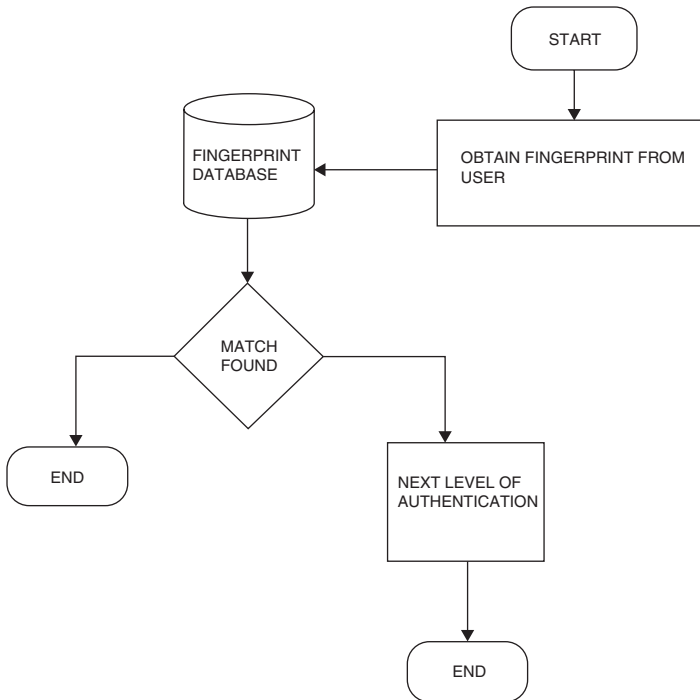 START
OBTAIN FINGERPRINT FROM
USER
FINGERPRINT
DATABASE
MATCH
FOUND
END
NEXT LEVEL OF
AUTHENTICATION
END